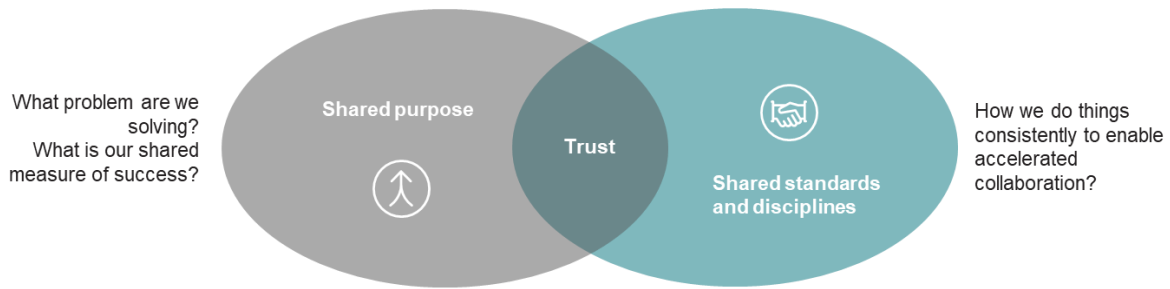 What problem are we
solving?
What is our shared
measure of success?
Shared purpose
Trust
Shared standards
and disciplines
How we do things
consistently to enable
accelerated
collaboration?